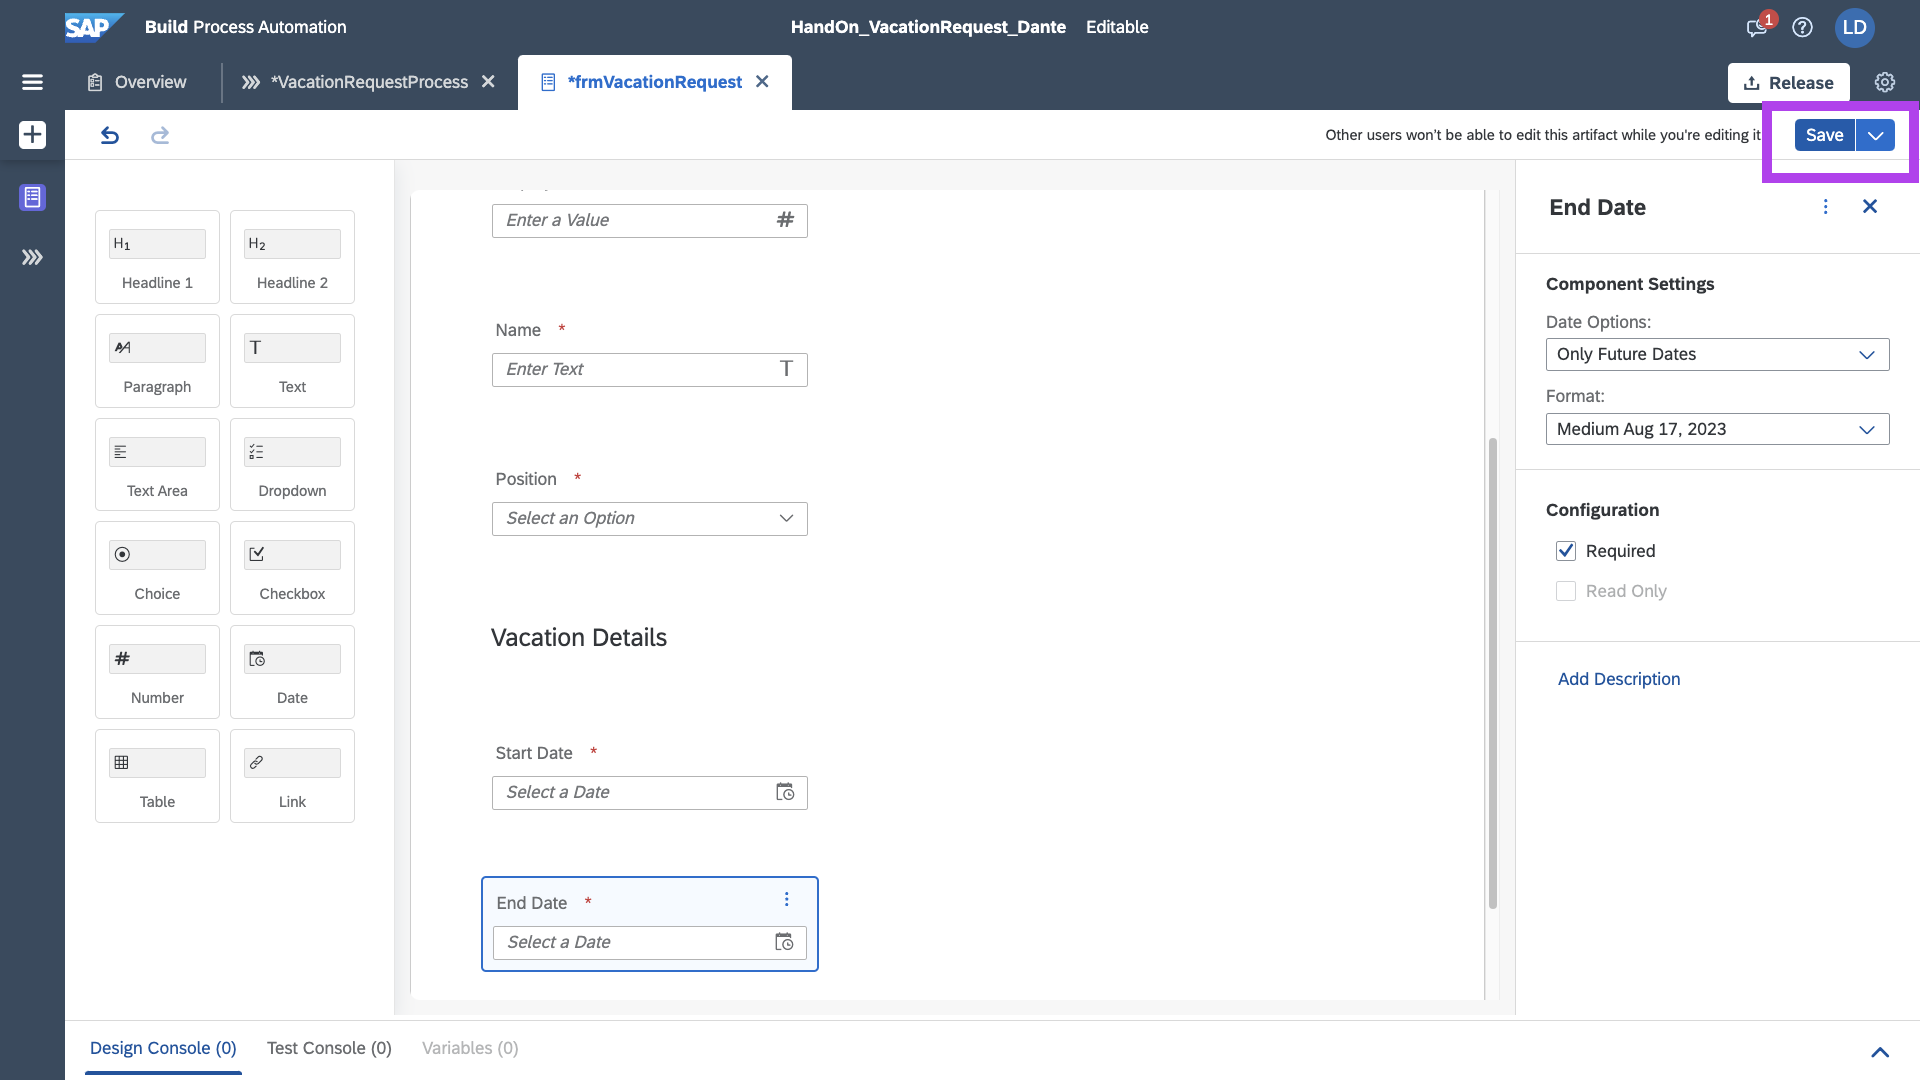 SAP Build Process Automation
HandOn_VacationRequest_Dante Editable
1
LD
Overview
*VacationRequestProcess
*frmVacationRequest
Release
Other users won't be able to edit this artifact while you're editing it
Save
H1
Headline 1
H2
Headline 2
Paragraph
T
Text
Text Area
Dropdown
Choice
Checkbox
#
Number
Date
Table
Link
Enter a Value #
Name *
Enter Text T
Position *
Select an Option
Vacation Details
Start Date *
Select a Date
End Date *
Select a Date
End Date
Component Settings
Date Options:
Only Future Dates
Format:
Medium Aug 17, 2023
Configuration
Required
Read Only
Add Description
Design Console (0) Test Console (0) Variables (0)